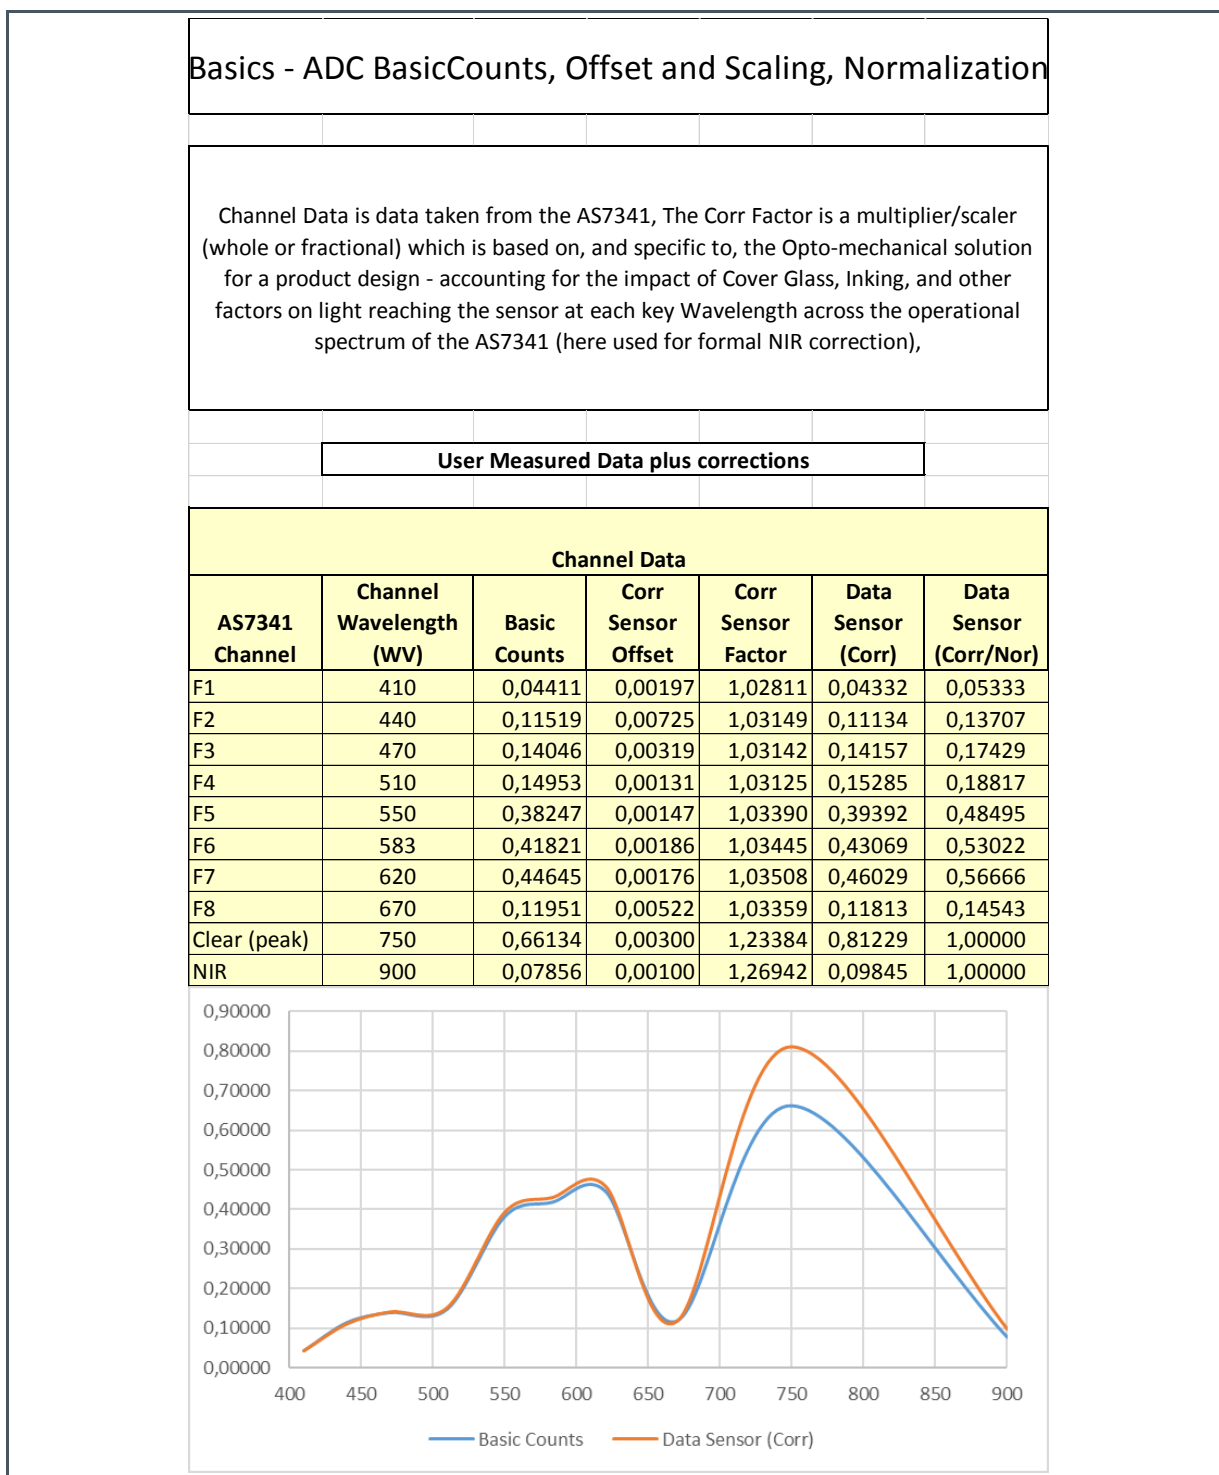 Basics - ADC BasicCounts, Offset and Scaling, Normalization
Channel Data is data taken from the AS7341, The Corr Factor is a multiplier/scaler
(whole or fractional) which is based on, and specific to, the Opto-mechanical solution
for a product design - accounting for the impact of Cover Glass, Inking, and other
factors on light reaching the sensor at each key Wavelength across the operational
spectrum of the AS7341 (here used for formal NIR correction),
User Measured Data plus corrections
Channel Data
AS7341 Channel Channel Wavelength (WV) Basic Counts Corr Sensor Offset Corr Sensor Factor Data Sensor (Corr) Data Sensor (Corr/Nor)
F1 410 0,04411 0,00197 1,02811 0,04332 0,05333
F2 440 0,11519 0,00725 1,03149 0,11134 0,13707
F3 470 0,14046 0,00319 1,03142 0,14157 0,17429
F4 510 0,14953 0,00131 1,03125 0,15285 0,18817
F5 550 0,38247 0,00147 1,03390 0,39392 0,48495
F6 583 0,41821 0,00186 1,03445 0,43069 0,53022
F7 620 0,44645 0,00176 1,03508 0,46029 0,56666
F8 670 0,11951 0,00522 1,03359 0,11813 0,14543
Clear (peak) 750 0,66134 0,00300 1,23384 0,81229 1,00000
NIR 900 0,07856 0,00100 1,26942 0,09845 1,00000
0,90000
0,80000
0,70000
0,60000
0,50000
0,40000
0,30000
0,20000
0,10000
0,00000
400 450 500 550 600 650 700 750 800 850 900
Basic Counts Data Sensor (Corr)